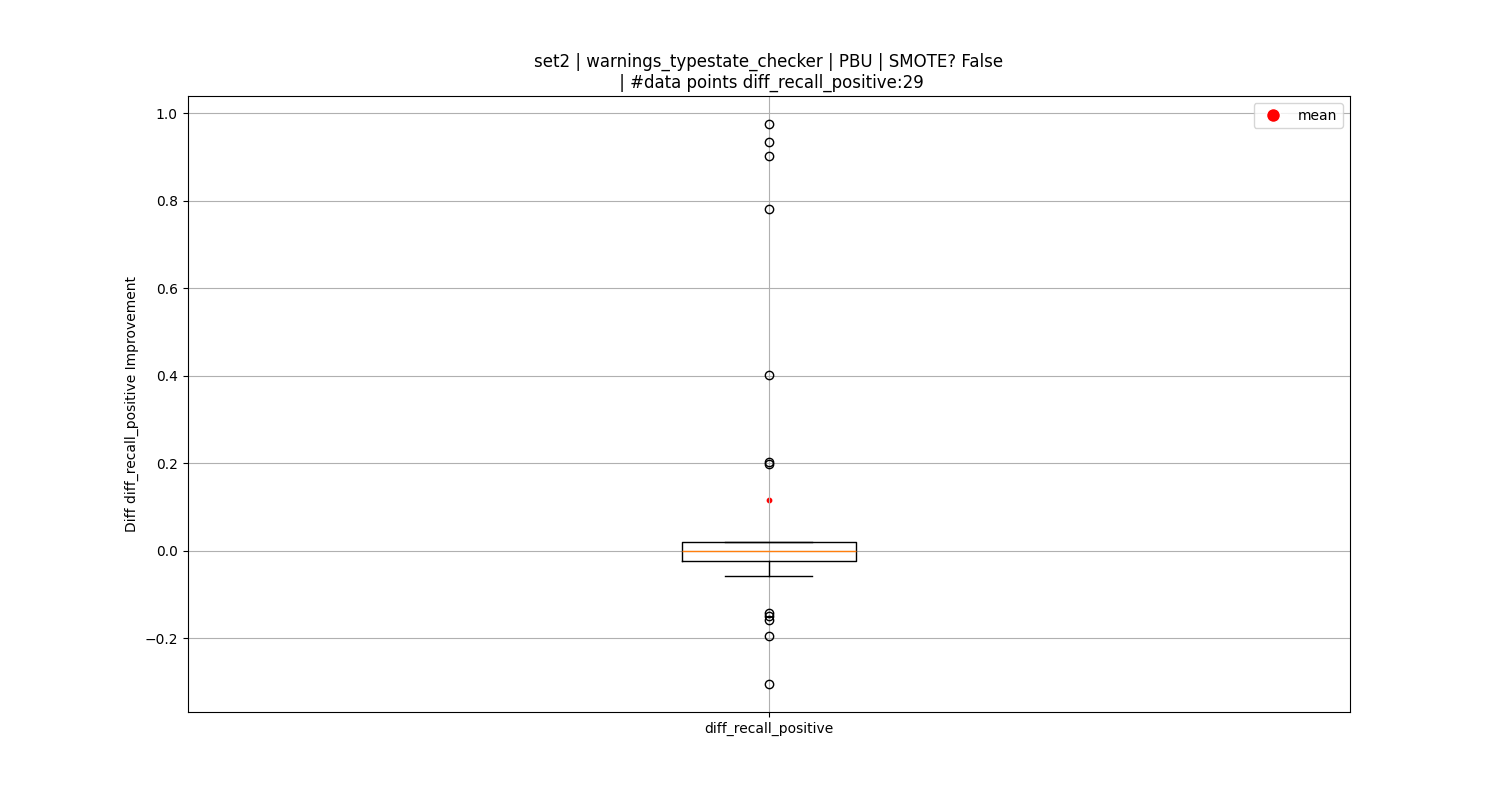 set2 | warnings_typestate_checker | PBU | SMOTE? False
| #data points diff_recall_positive:29
mean
1.0
0.8
0.6
0.4
0.2
0.0
−0.2
Diff diff_recall_positive Improvement
diff_recall_positive